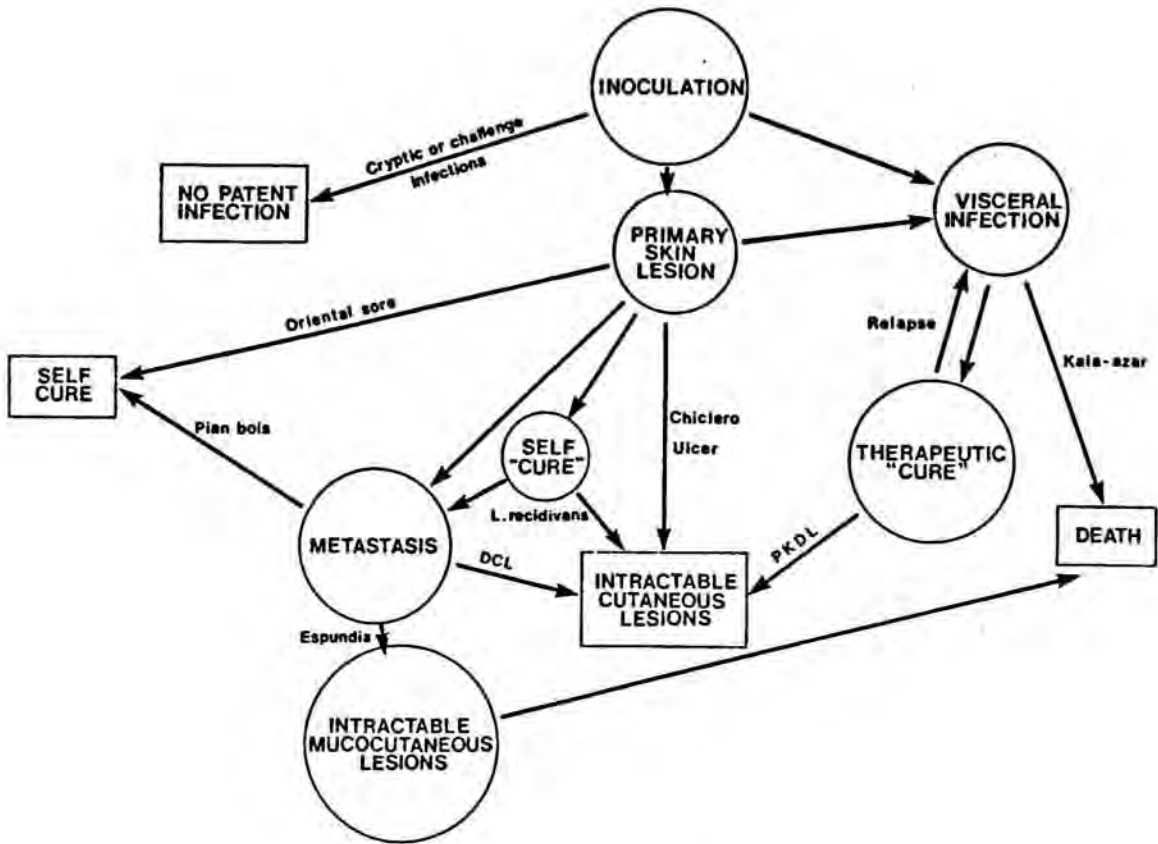 INOCULATION
Cryptic or challenge
Infections
NO PATENT
INFECTION
VISCERAL
INFECTION
PRIMARY
SKIN
LESION
Oriental sore
Relapse
Kala-azar
SELF
CURE
Pian bois
Chiclero
Ulcer
SELF
"CURE"
THERAPEUTIC
"CURE"
L.recidivans
METASTASIS
DCL
PKDL
DEATH
INTRACTABLE
CUTANEOUS
LESIONS
Espundia
INTRACTABLE
MUCOCUTANEOUS
LESIONS